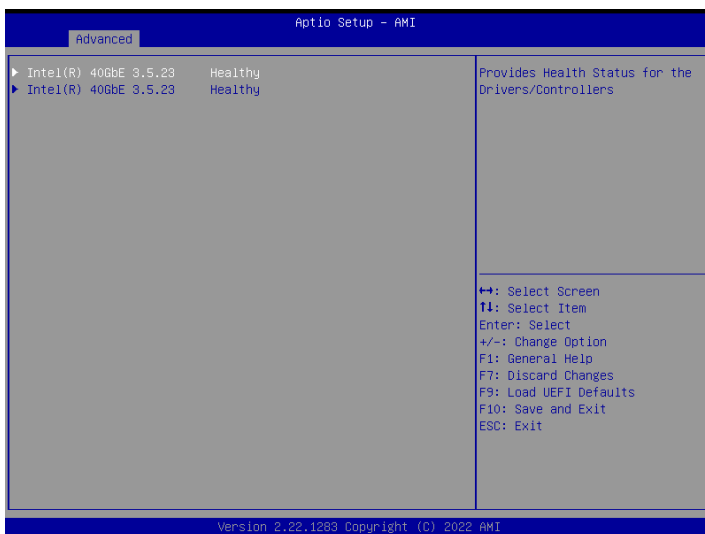 Aptio Setup - AMI
Advanced
▶ Intel(R) 40GbE 3.5.23 Healthy
▶ Intel(R) 40GbE 3.5.23 Healthy
Provides Health Status for the
Drivers/Controllers
↔: Select Screen
↑↓: Select Item
Enter: Select
+/-: Change Option
F1: General Help
F7: Discard Changes
F9: Load UEFI Defaults
F10: Save and Exit
ESC: Exit
Version 2.22.1283 Copyright (C) 2022 AMI